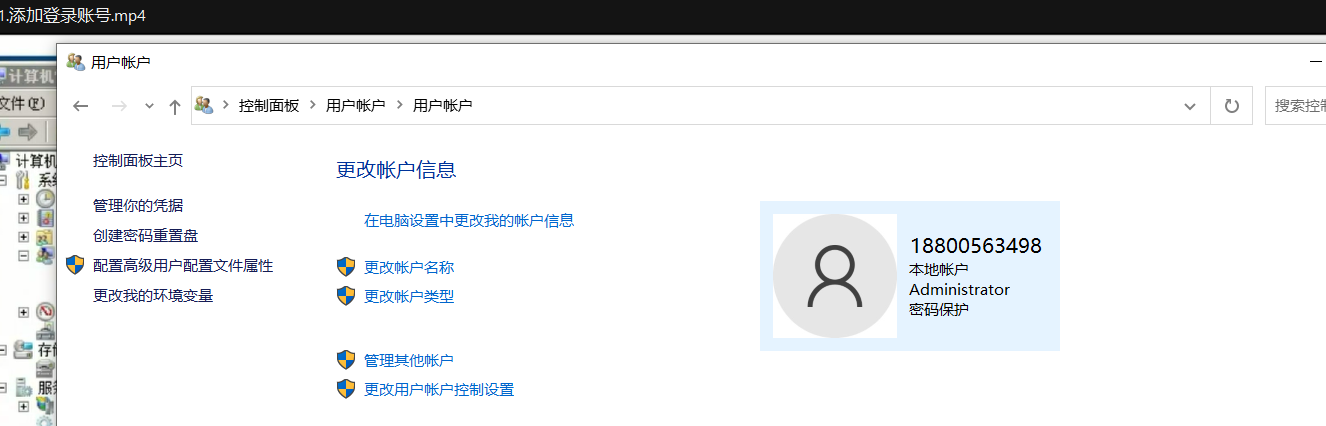 1.添加登录账号.mp4
用户帐户
计算机
文件(F)
控制面板 > 用户帐户 > 用户帐户
搜索控制
计算机
控制面板主页
更改帐户信息
系统
管理你的凭据
在电脑设置中更改我的帐户信息
创建密码重置盘
18800563498
配置高级用户配置文件属性
更改帐户名称
本地帐户
Administrator
更改我的环境变量
更改帐户类型
密码保护
存储
管理其他帐户
服务
更改用户帐户控制设置